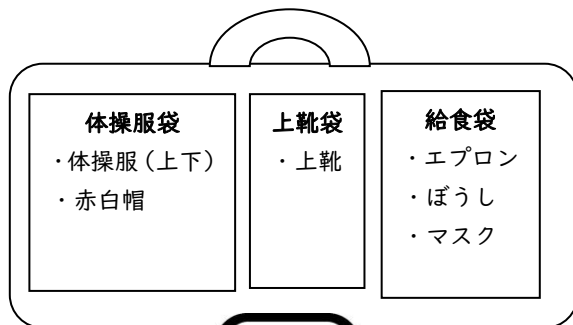 体操服袋
・体操服（上下）
・赤白帽
上靴袋
・上靴
給食袋
・エプロン
・ぼうし
・マスク